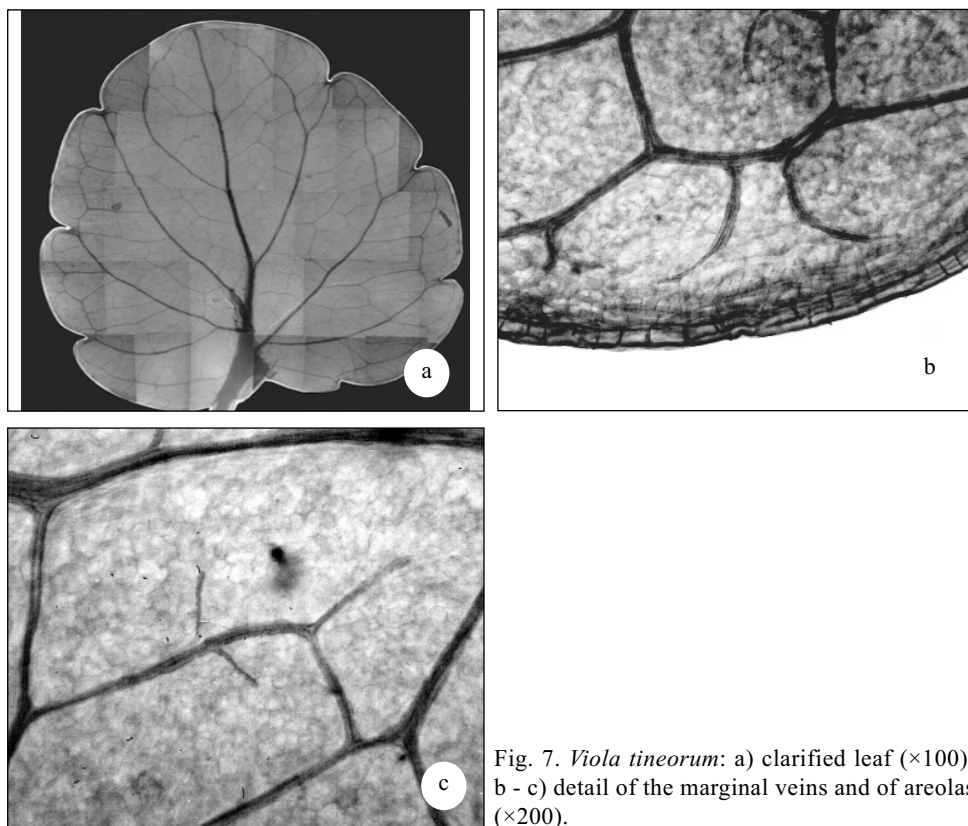 a
b
c
Fig. 7. Viola tineorum: a) clarified leaf (×100)
b - c) detail of the marginal veins and of areolas
(×200).